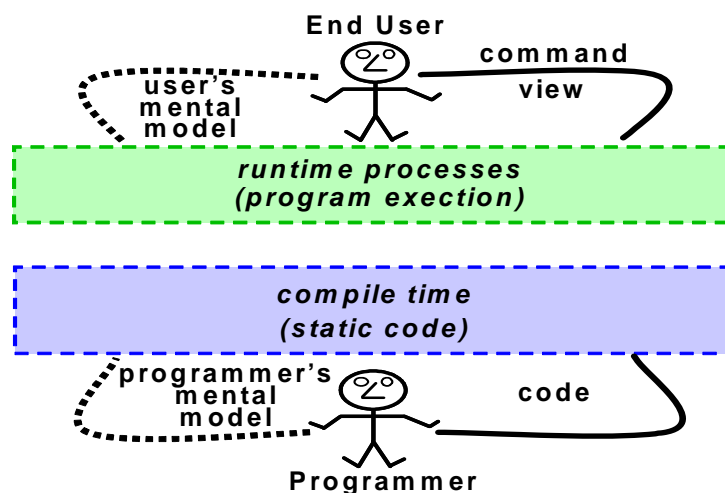 End User
command
view
user's
mental
model
runtime processes
(program exection)
compile time
(static code)
programmer's
mental
model
code
Programmer